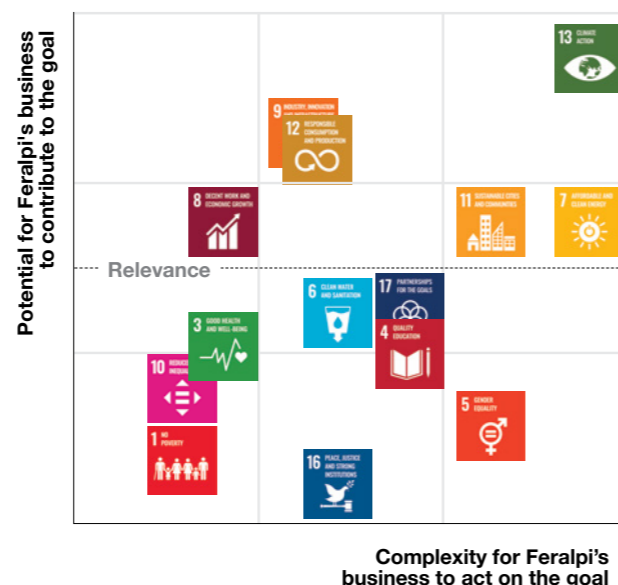 Potential for Feralpi's business
to contribute to the goal
13 CLIMATE
ACTION
9 INDUSTRY, INNOVATION
AND INFRASTRUCTURE
12 RESPONSIBLE
CONSUMPTION
AND PRODUCTION
8 DECENT WORK AND
ECONOMIC GROWTH
11 SUSTAINABLE CITIES
AND COMMUNITIES
7 AFFORDABLE AND
CLEAN ENERGY
Relevance
6 CLEAN WATER
AND SANITATION
17 PARTNERSHIPS
FOR THE GOALS
3 GOOD HEALTH
AND WELL-BEING
4 QUALITY
EDUCATION
10
5 GENDER
EQUALITY
1 NO
POVERTY
16 PEACE, JUSTICE
AND STRONG
INSTITUTIONS
Complexity for Feralpi’s
business to act on the goal